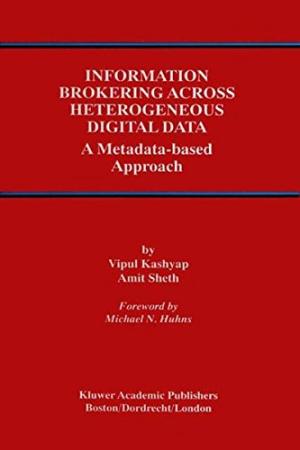 INFORMATION
BROKERING ACROSS
HETEROGENEOUS
DIGITAL DATA
A Metadata-based
Approach
by
Vipul Kashyap
Amit Sheth
Foreword by
Michael N. Huhns
Kluwer Academic Publishers
Boston/Dordrecht/London